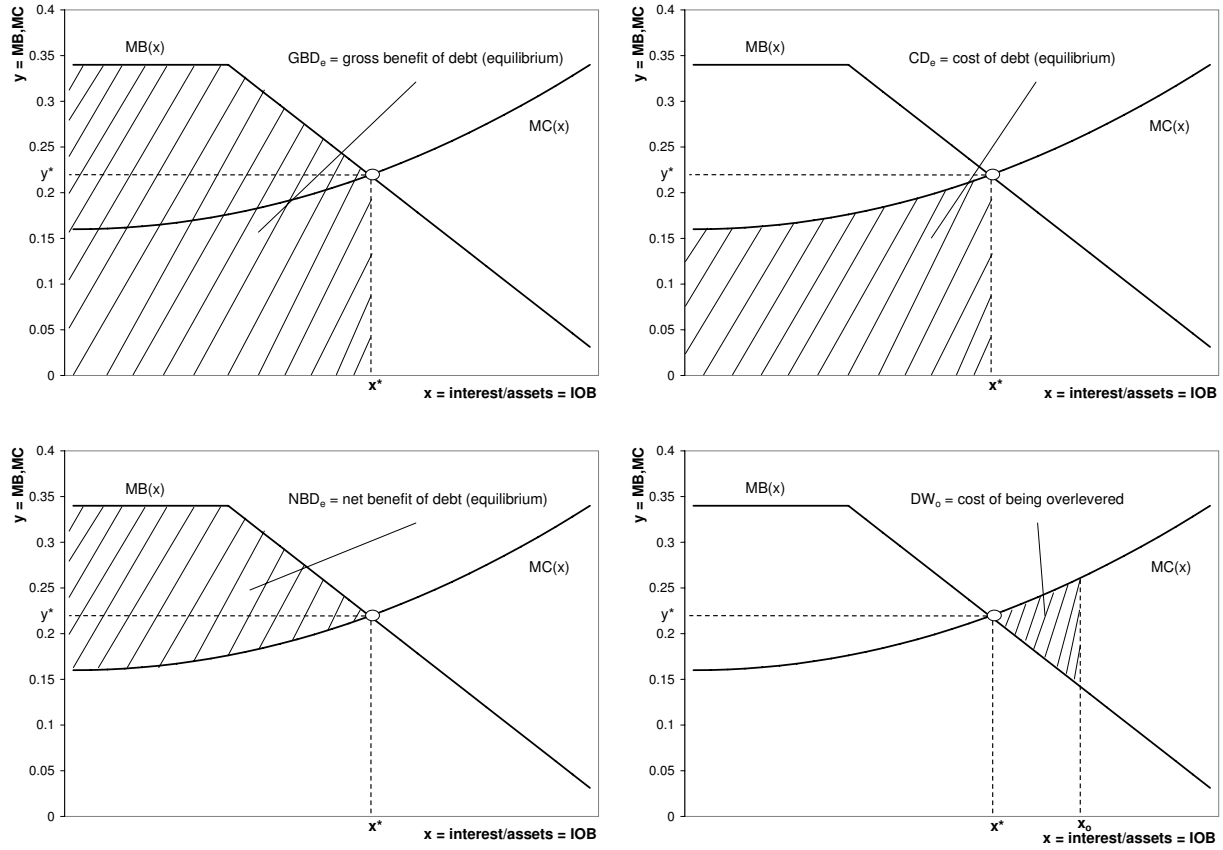 y = MB,MC
0.4
0.35
0.3
0.25
y*
0.2
0.15
0.1
0.05
0
MB(x)
GBDe = gross benefit of debt (equilibrium)
MC(x)
x*
x = interest/assets = IOB
y = MB,MC
0.4
0.35
0.3
0.25
y*
0.2
0.15
0.1
0.05
0
MB(x)
CDe = cost of debt (equilibrium)
MC(x)
x*
x = interest/assets = IOB
y = MB,MC
0.4
0.35
0.3
0.25
y*
0.2
0.15
0.1
0.05
0
MB(x)
NBDe = net benefit of debt (equilibrium)
MC(x)
x*
x = interest/assets = IOB
y = MB,MC
0.4
0.35
0.3
0.25
y*
0.2
0.15
0.1
0.05
0
MB(x)
DWo = cost of being overlevered
MC(x)
x*
xo
x = interest/assets = IOB